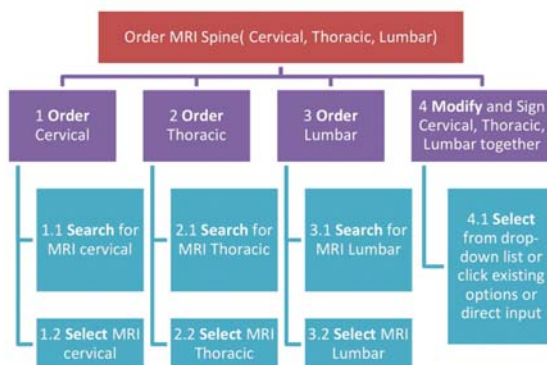 Order MRI Spine( Cervical, Thoracic, Lumbar)
1 Order
Cervical
2 Order
Thoracic
3 Order
Lumbar
4 Modify and Sign
Cervical, Thoracic,
Lumbar together
1.1 Search for
MRI cervical
2.1 Search for
MRI Thoracic
3.1 Search for
MRI Lumbar
4.1 Select
from drop-
down list or
click existing
options or
direct input
1.2 Select MRI
cervical
2.2 Select MRI
Thoracic
3.2 Select MRI
Lumbar